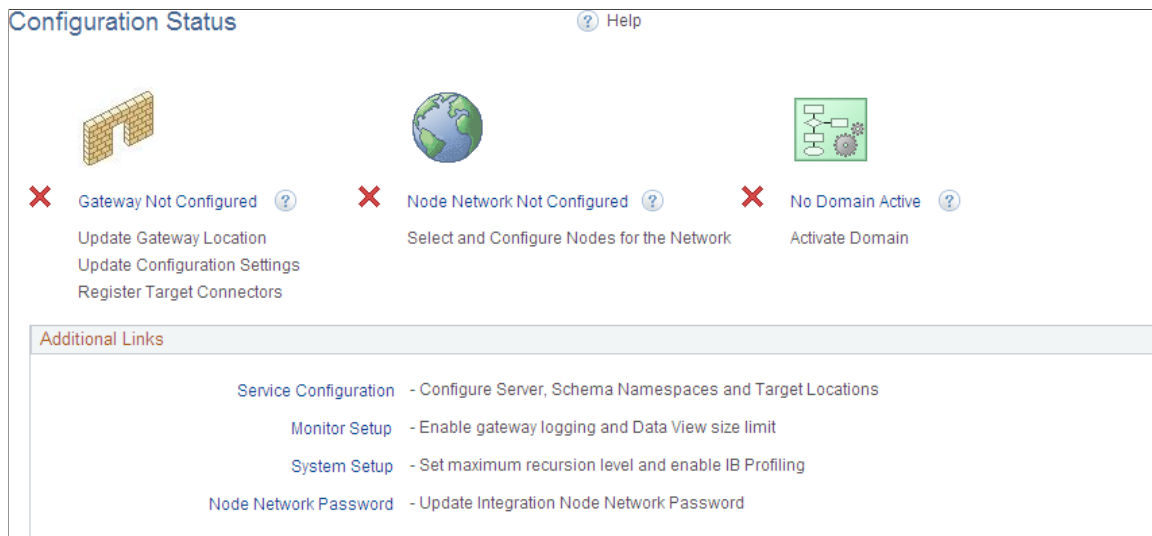 Configuration Status
? Help
Gateway Not Configured ?
Update Gateway Location
Update Configuration Settings
Register Target Connectors
Node Network Not Configured ?
Select and Configure Nodes for the Network
No Domain Active ?
Activate Domain
Additional Links
Service Configuration - Configure Server, Schema Namespaces and Target Locations
Monitor Setup - Enable gateway logging and Data View size limit
System Setup - Set maximum recursion level and enable IB Profiling
Node Network Password - Update Integration Node Network Password